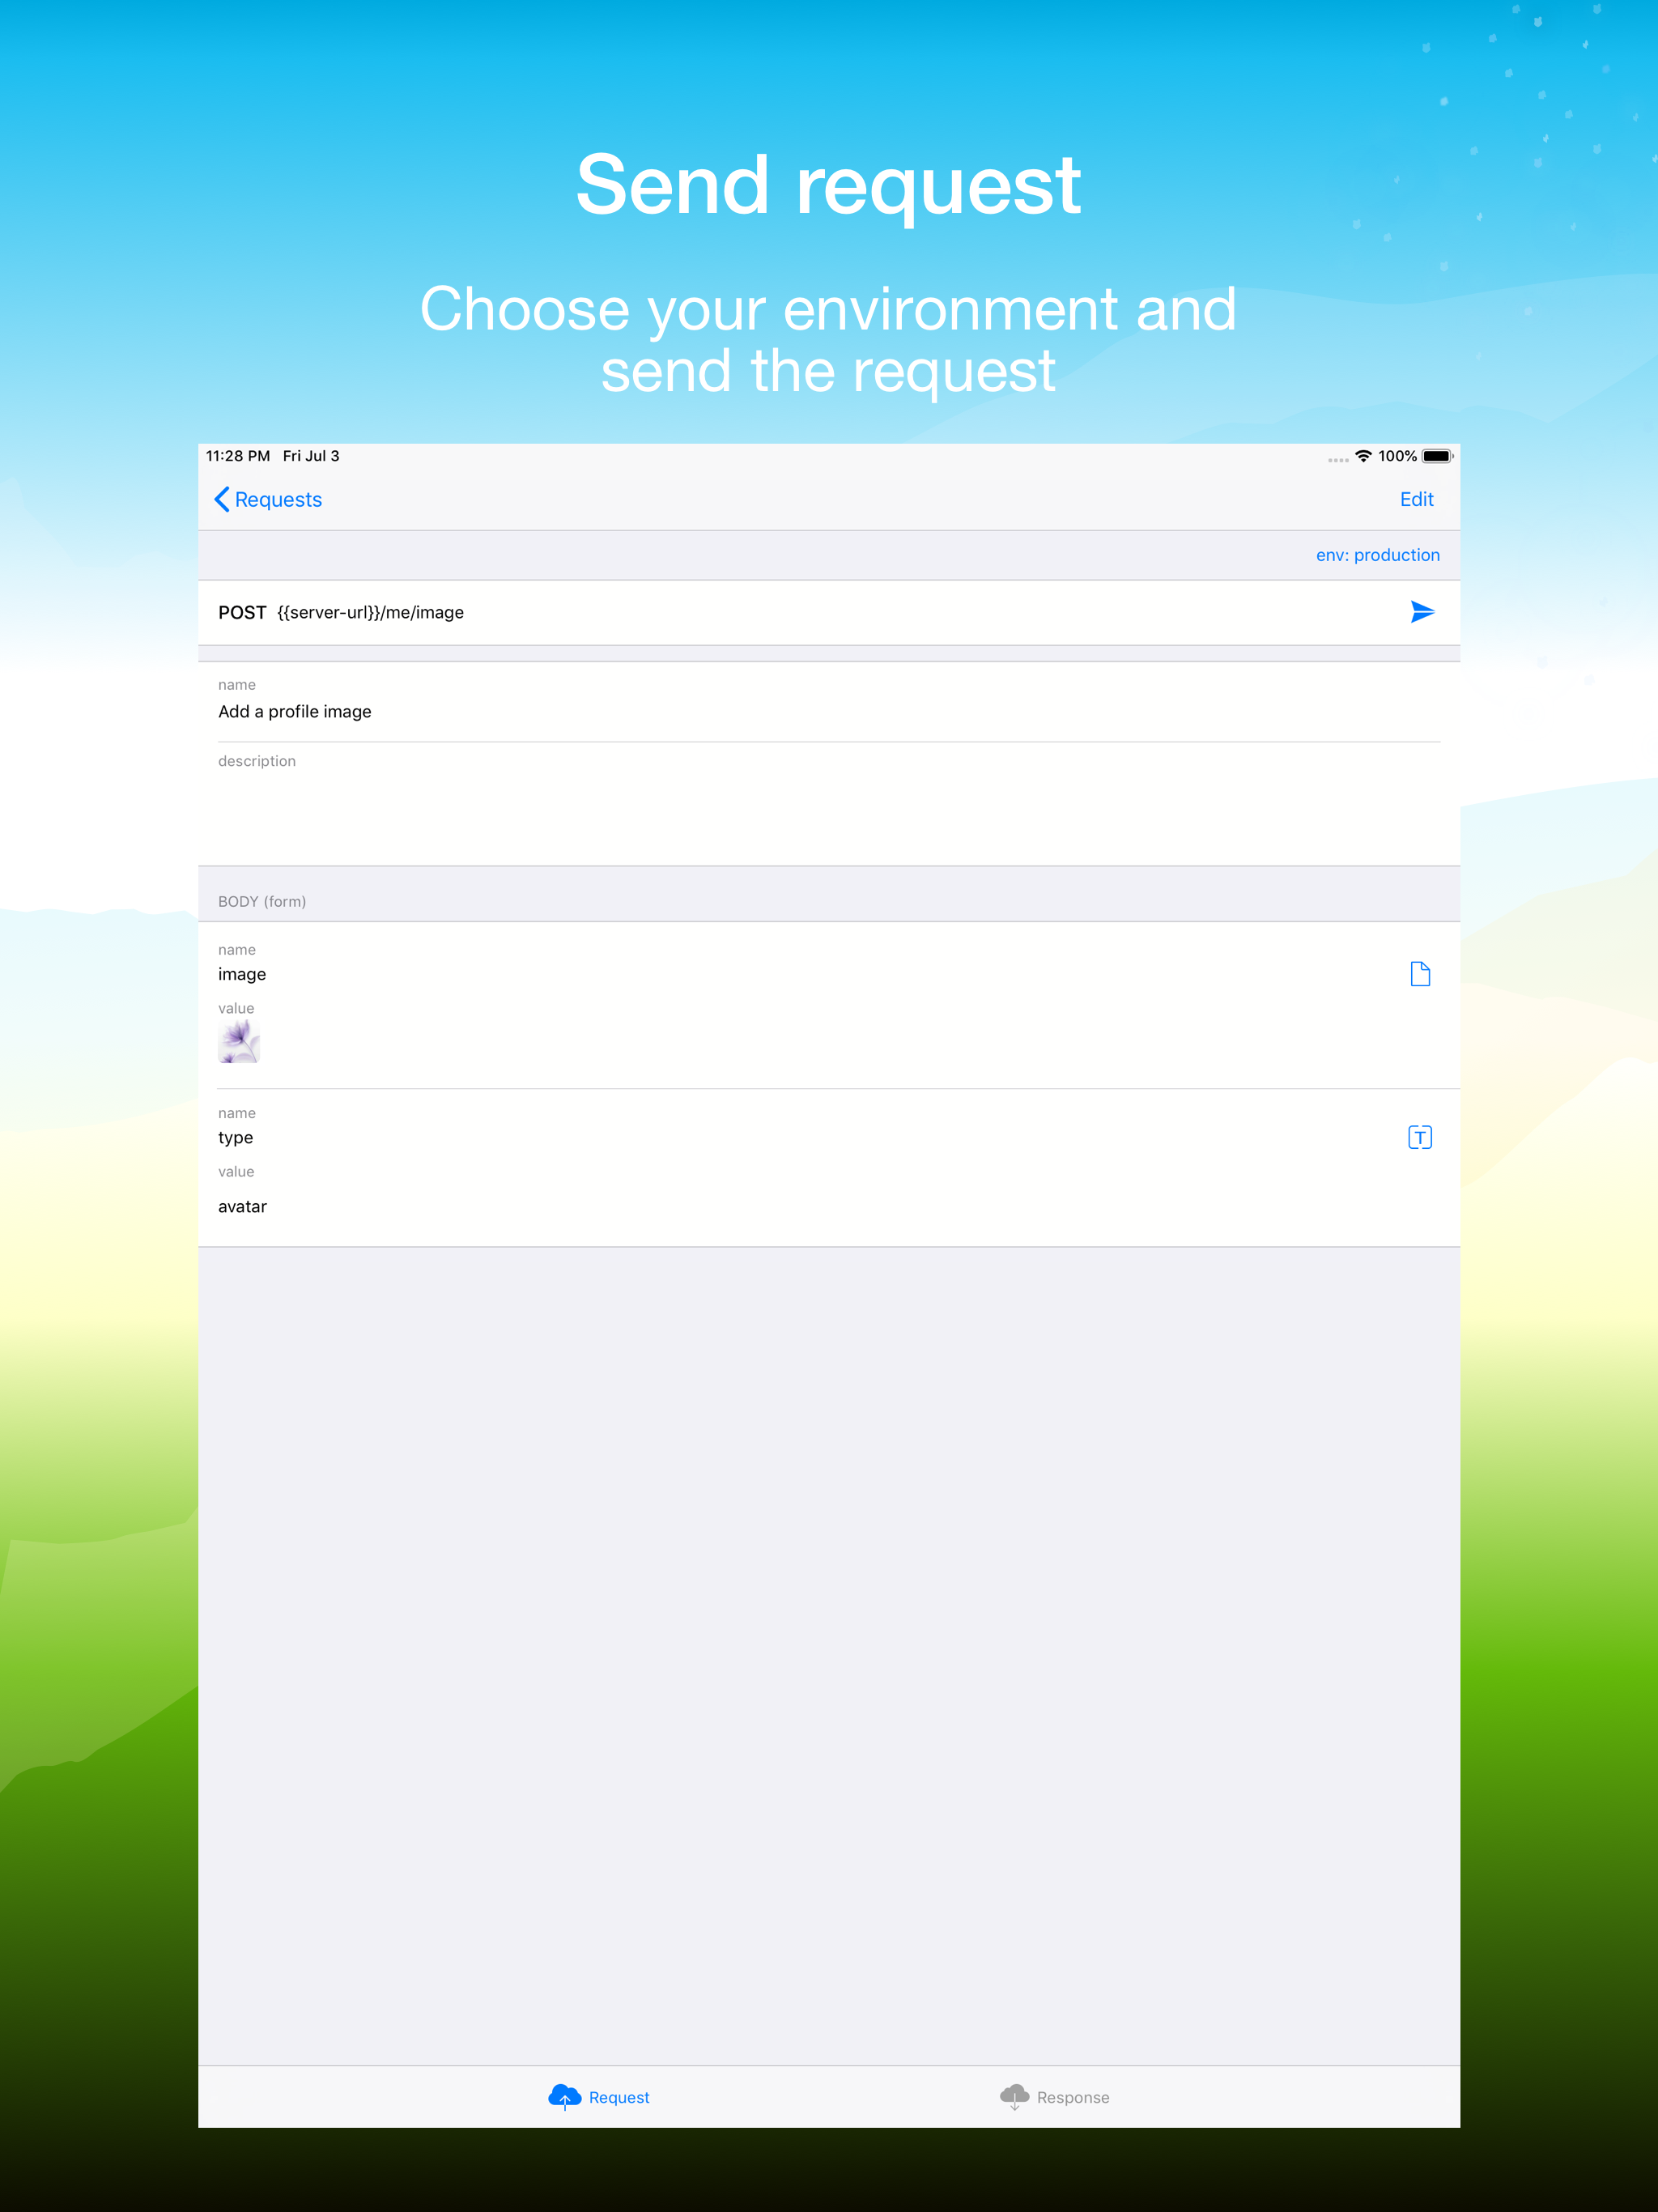 Send request
Choose your environment and
send the request
11:28 PM Fri Jul 3
100%
Requests
Edit
env: production
POST {{server-url}}/me/image
name
Add a profile image
description
BODY (form)
name
image
value
name
type
T
value
avatar
Request
Response